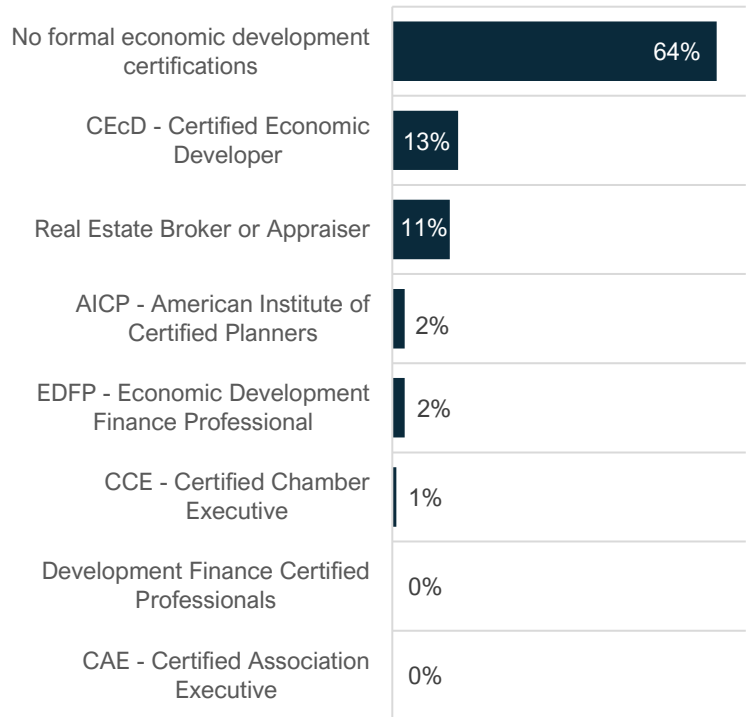 No formal economic development
certifications
64%
CEcD - Certified Economic
Developer
13%
Real Estate Broker or Appraiser
11%
AICP - American Institute of
Certified Planners
2%
EDFP - Economic Development
Finance Professional
2%
CCE - Certified Chamber
Executive
1%
Development Finance Certified
Professionals
0%
CAE - Certified Association
Executive
0%